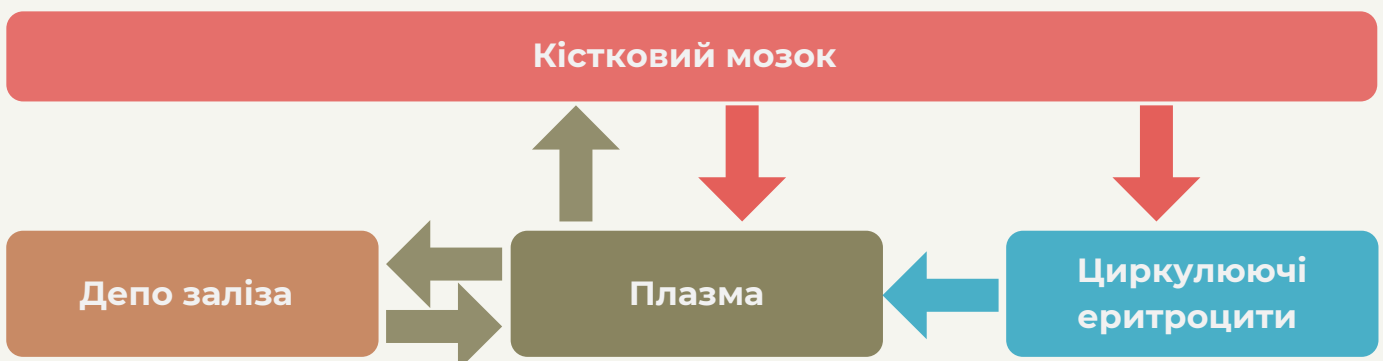 Кістковий мозок
Депо заліза
Плазма
Циркулюючі
еритроцити